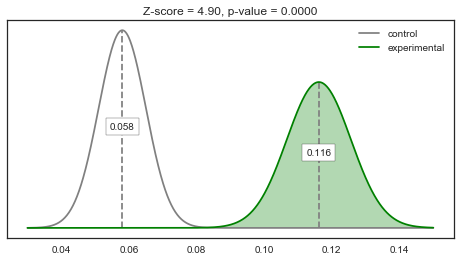 Z-score = 4.90, p-value = 0.0000
control
experimental
0.058
0.116
0.04 0.06 0.08 0.10 0.12 0.14